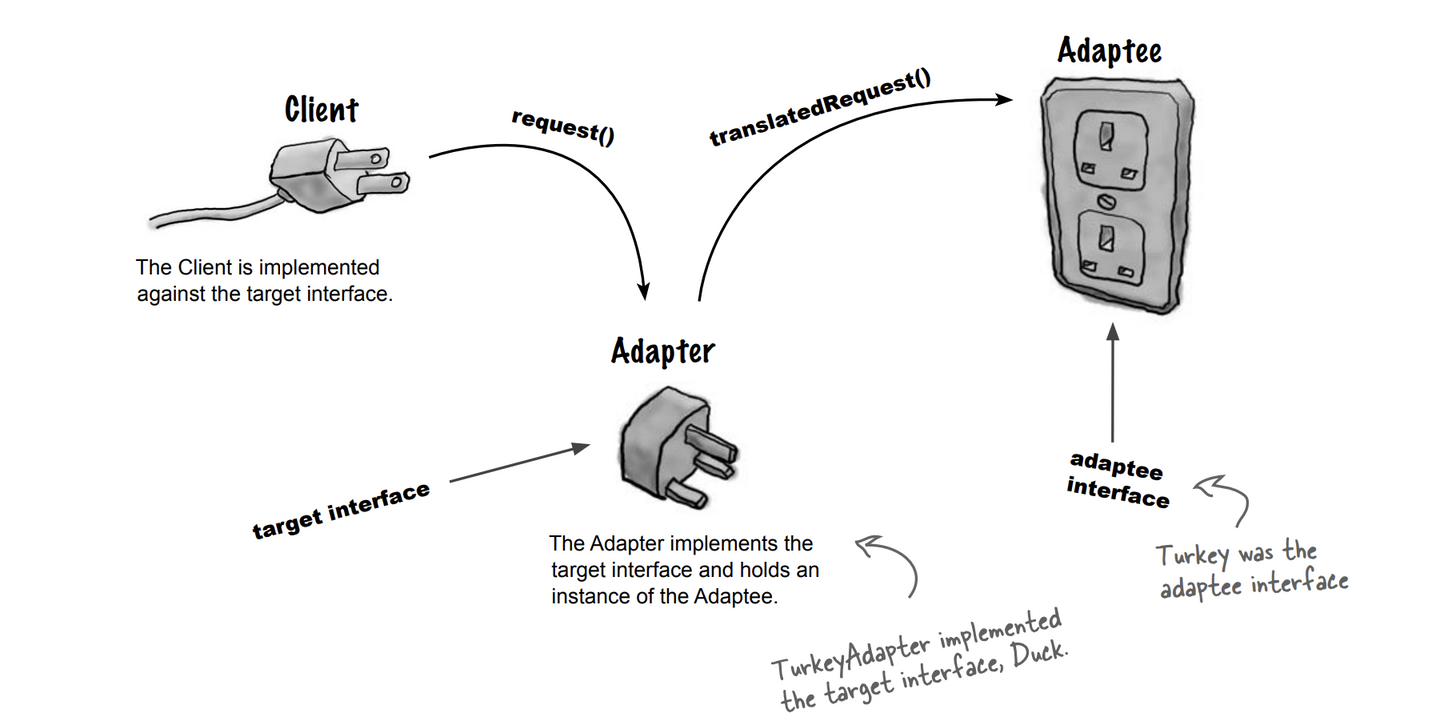 Client
request()
translatedRequest()
Adaptee
The Client is implemented
against the target interface.
Adapter
target interface
The Adapter implements the
target interface and holds an
instance of the Adaptee.
TurkeyAdapter implemented
the target interface, Duck.
adaptee
interface
Turkey was the
adaptee interface